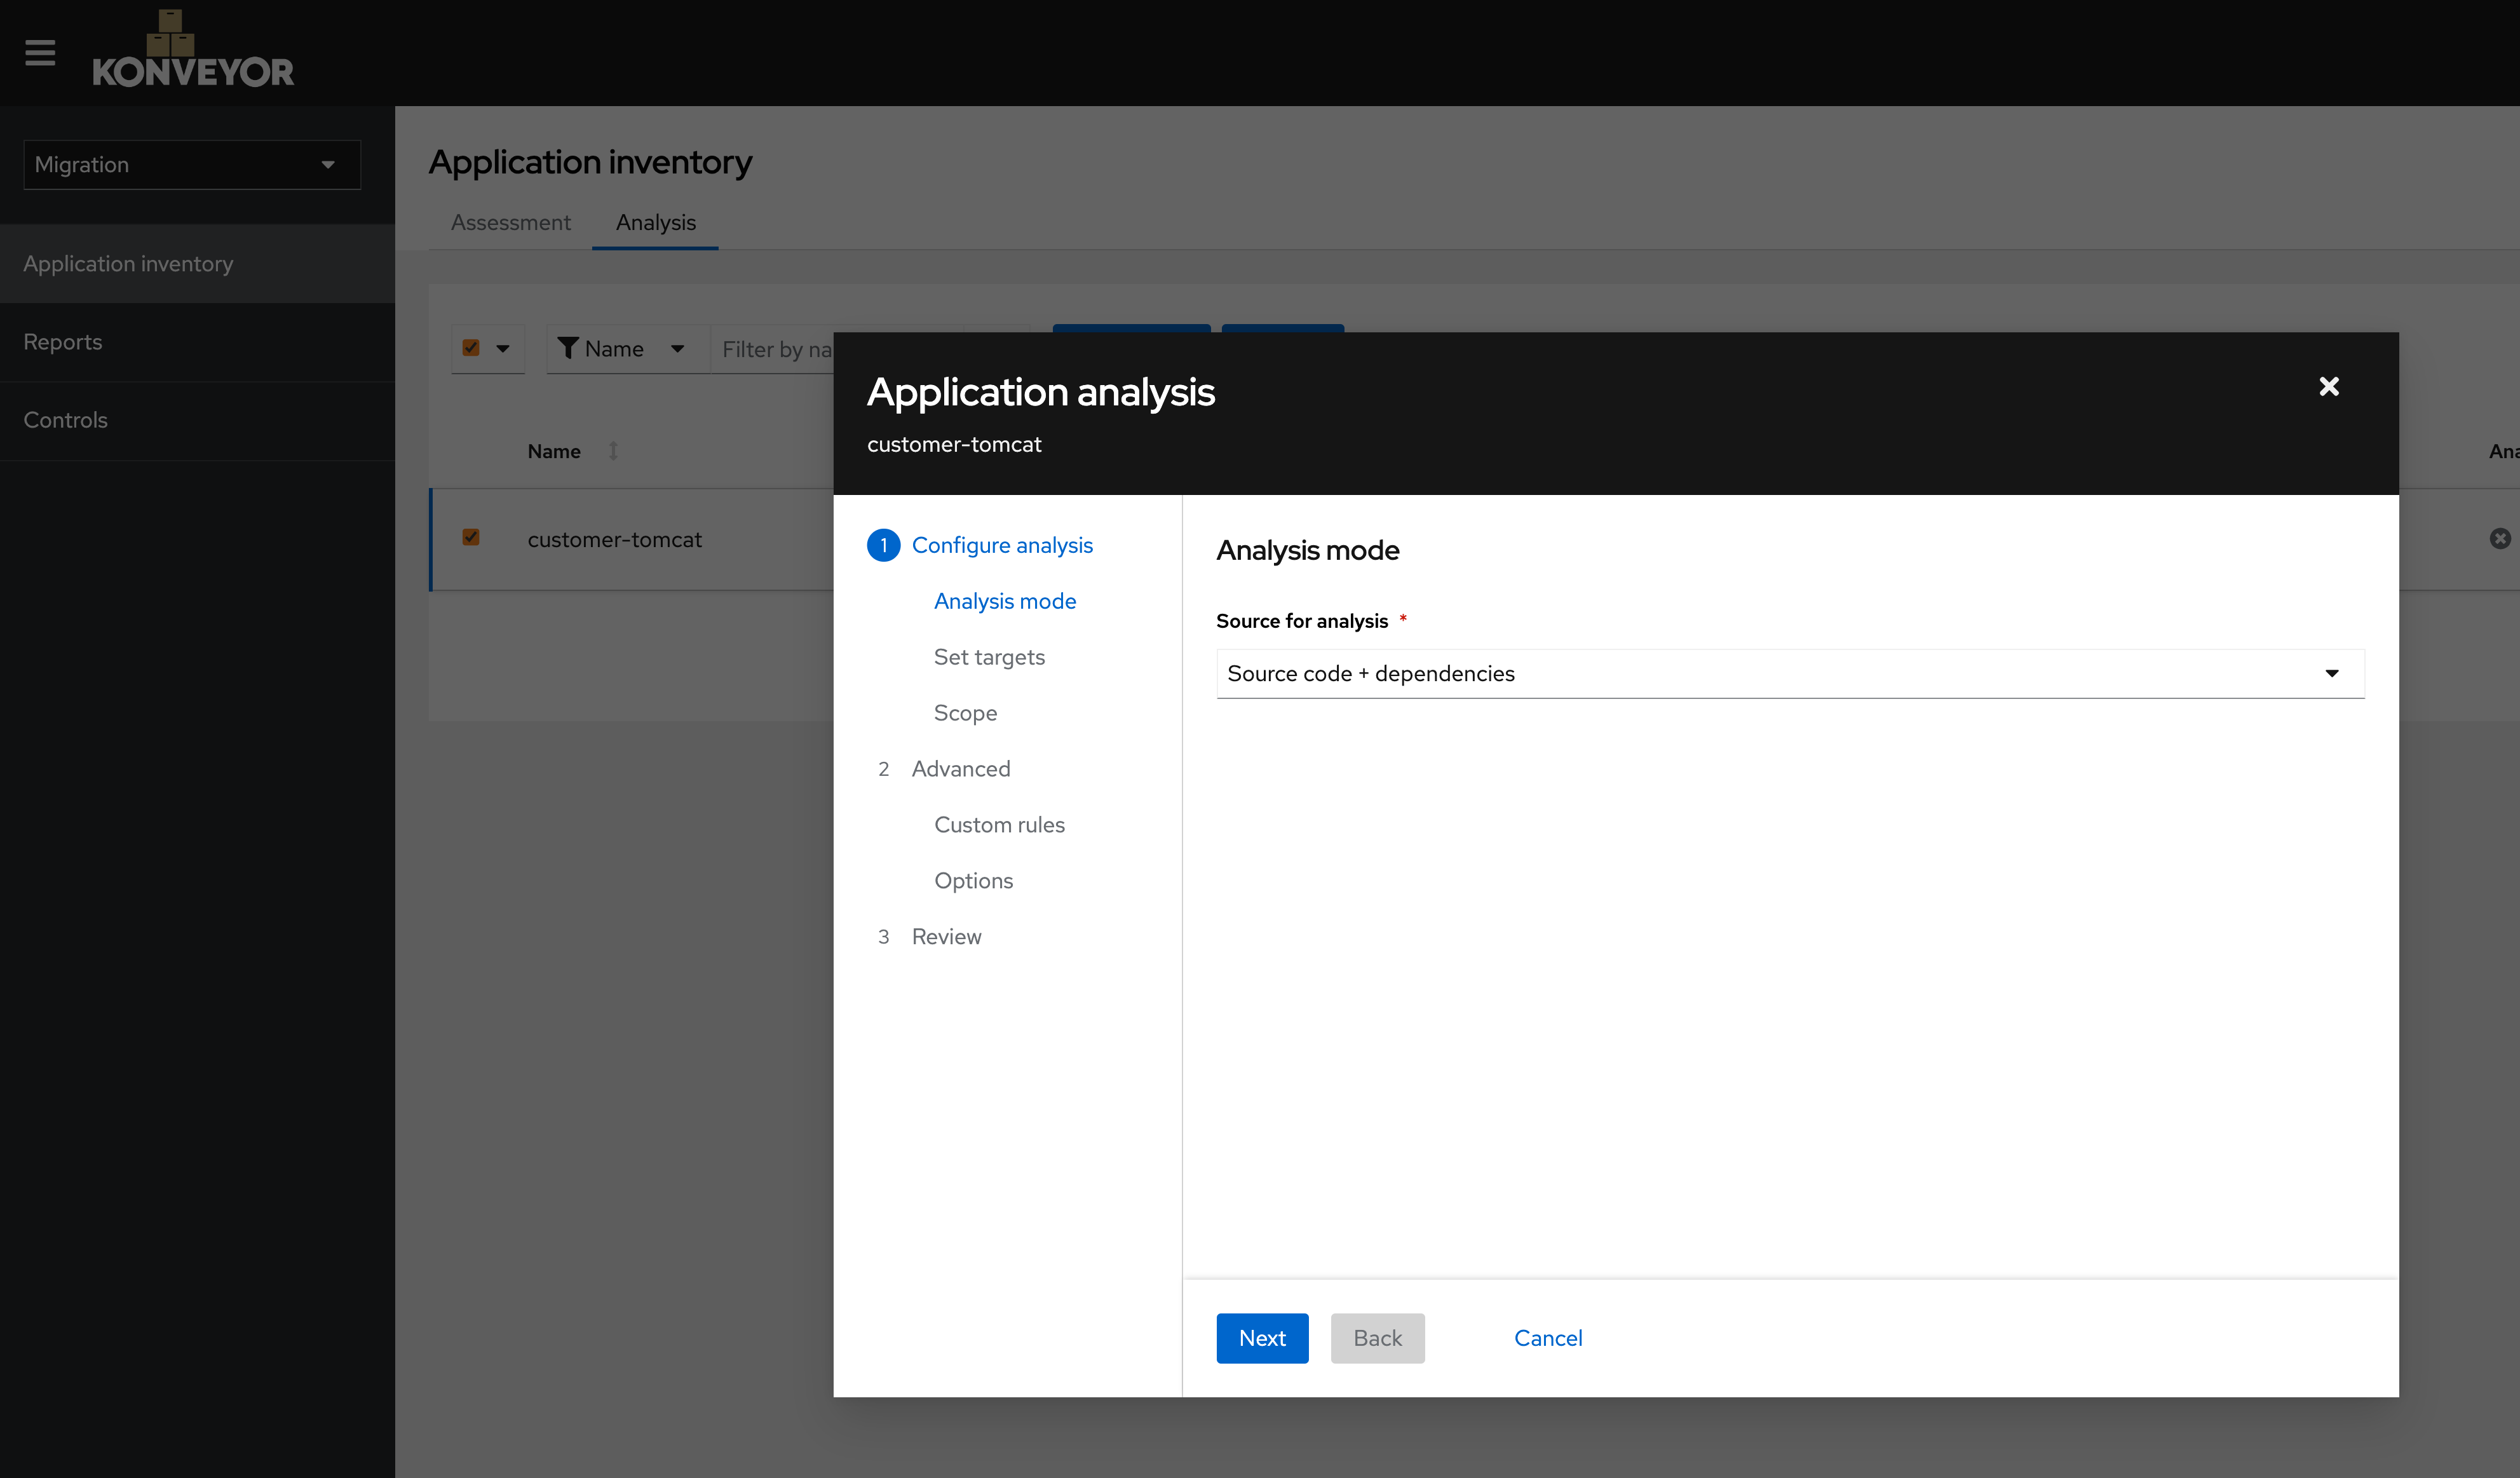 KONVEYOR
Migration
Application inventory
Reports
Controls
Application inventory
Assessment
Analysis
Name
Filter by na
Name
Ana
customer-tomcat
Application analysis
customer-tomcat
1 Configure analysis
Analysis mode
Set targets
Scope
2 Advanced
Custom rules
Options
3 Review
Analysis mode
Source for analysis *
Source code + dependencies
Next
Back
Cancel